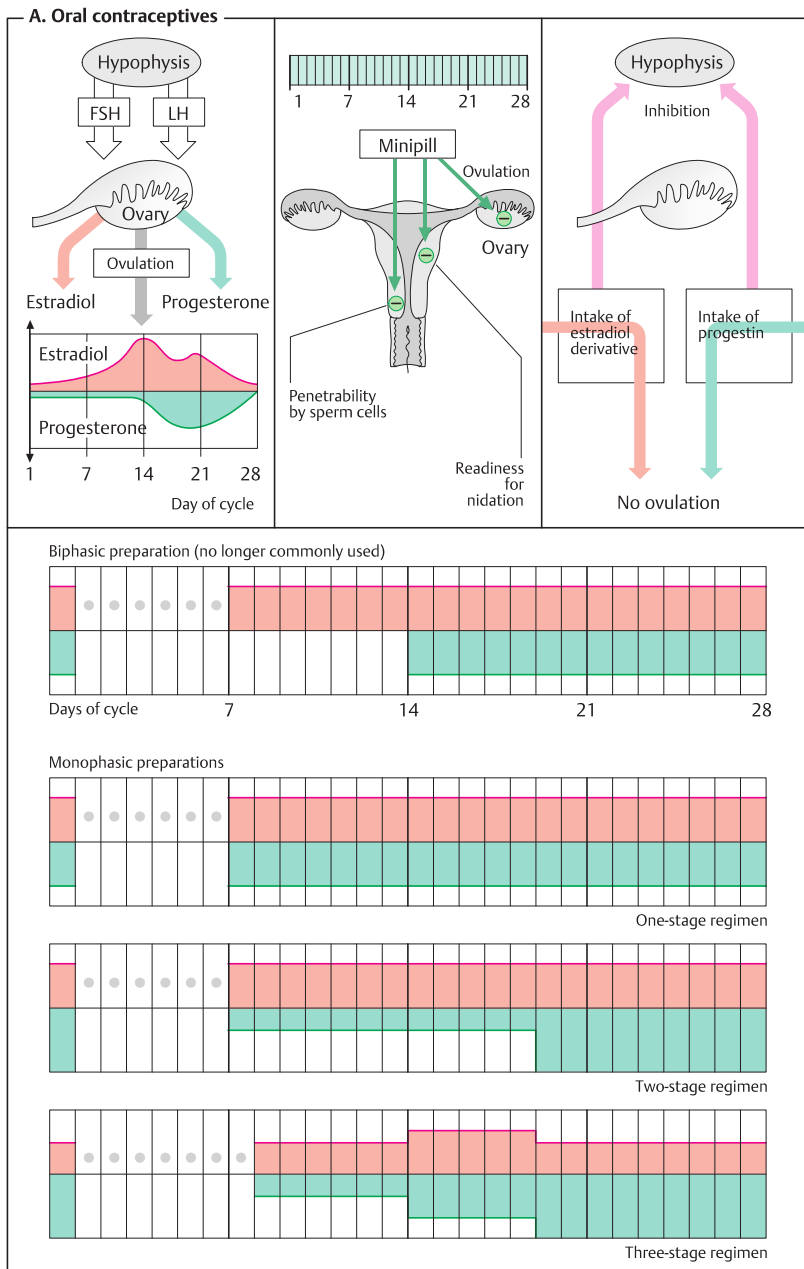 A. Oral contraceptives
Hypophysis
FSH
LH
Ovary
Ovulation
Estradiol
Progesterone
Estradiol
Progesterone
1 7 14 21 28
Day of cycle
1 7 14 21 28
Minipill
Ovulation
Ovary
Penetrability
by sperm cells
Readiness
for
nidation
Hypophysis
Inhibition
Intake of
estradiol
derivative
Intake of
progestin
No ovulation
Biphasic preparation (no longer commonly used)
Days of cycle 7 14 21 28
Monophasic preparations
One-stage regimen
Two-stage regimen
Three-stage regimen